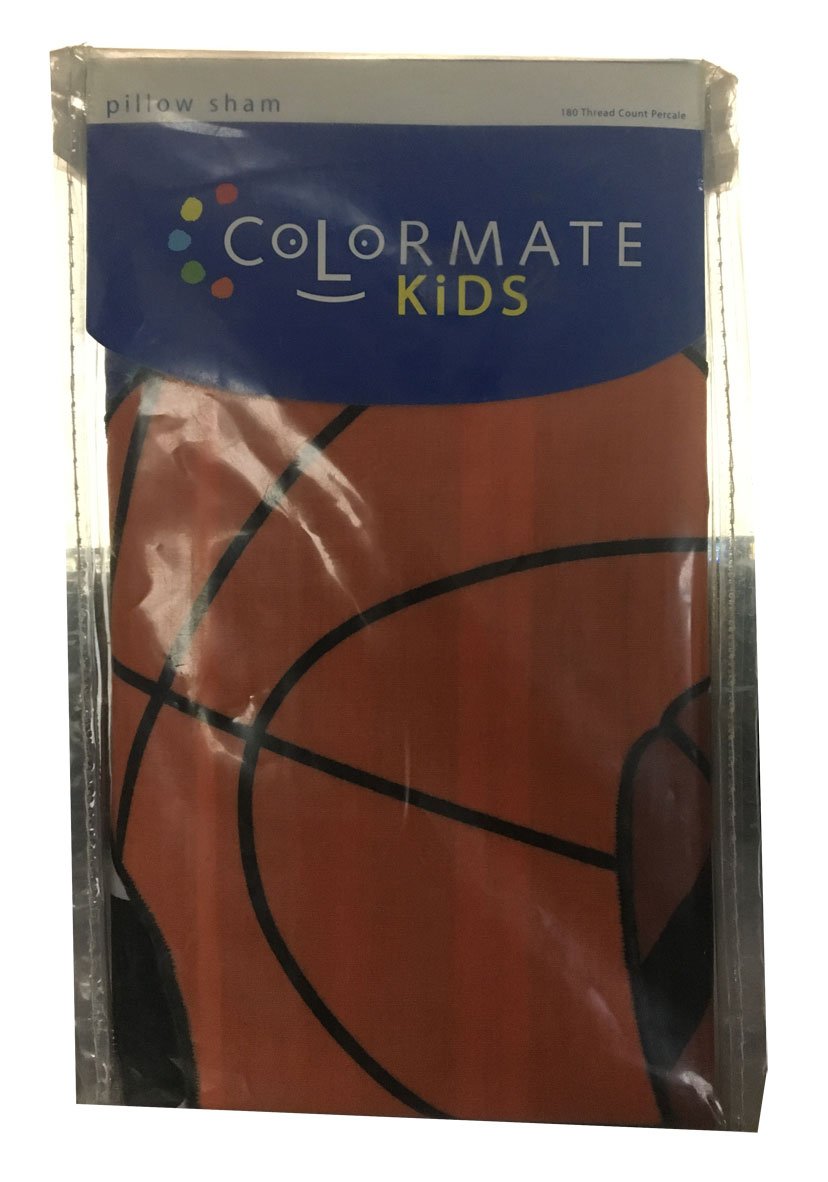 pillow sham
180 Thread Count Percale
CoLoRMATE
KiDS